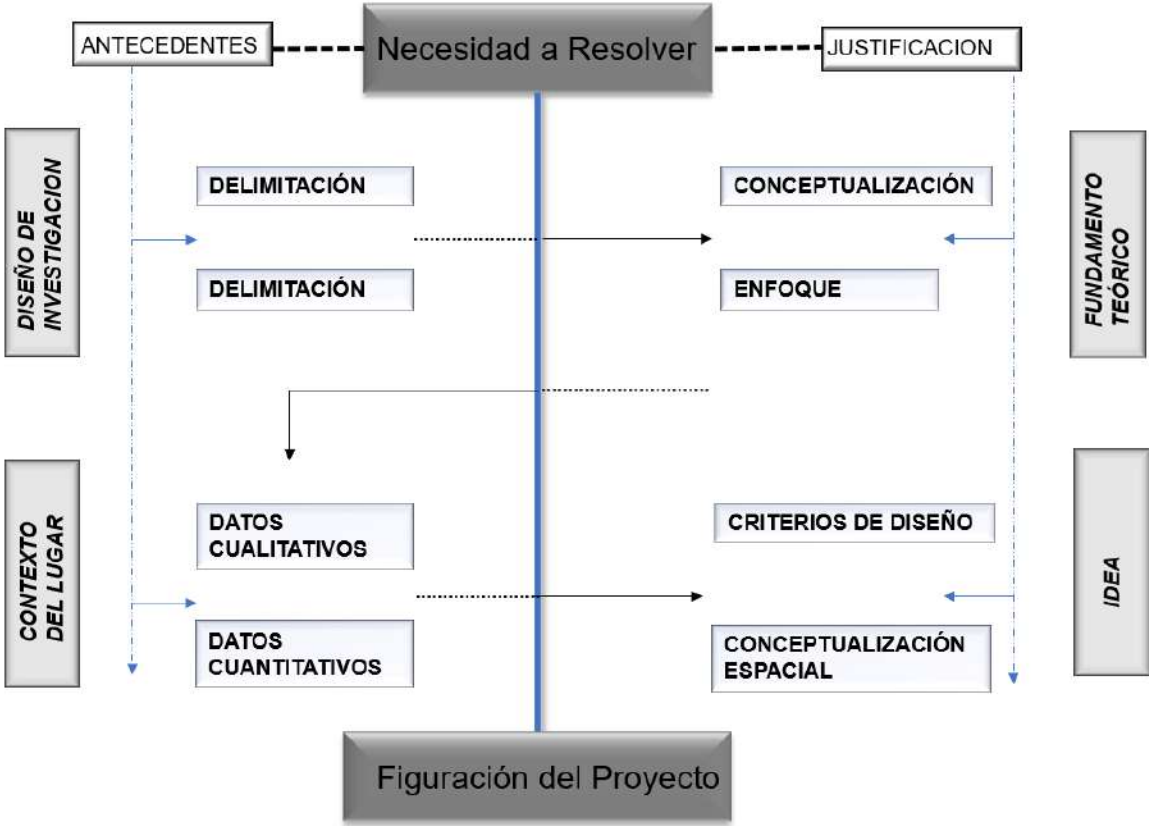 ANTECEDENTES
Necesidad a Resolver
JUSTIFICACION
DISEÑO DE
INVESTIGACION
DELIMITACIÓN
CONCEPTUALIZACIÓN
FUNDAMENTO
TEÓRICO
DELIMITACIÓN
ENFOQUE
CONTEXTO
DEL LUGAR
DATOS
CUALITATIVOS
CRITERIOS DE DISEÑO
IDEA
DATOS
CUANTITATIVOS
CONCEPTUALIZACIÓN
ESPACIAL
Figuración del Proyecto